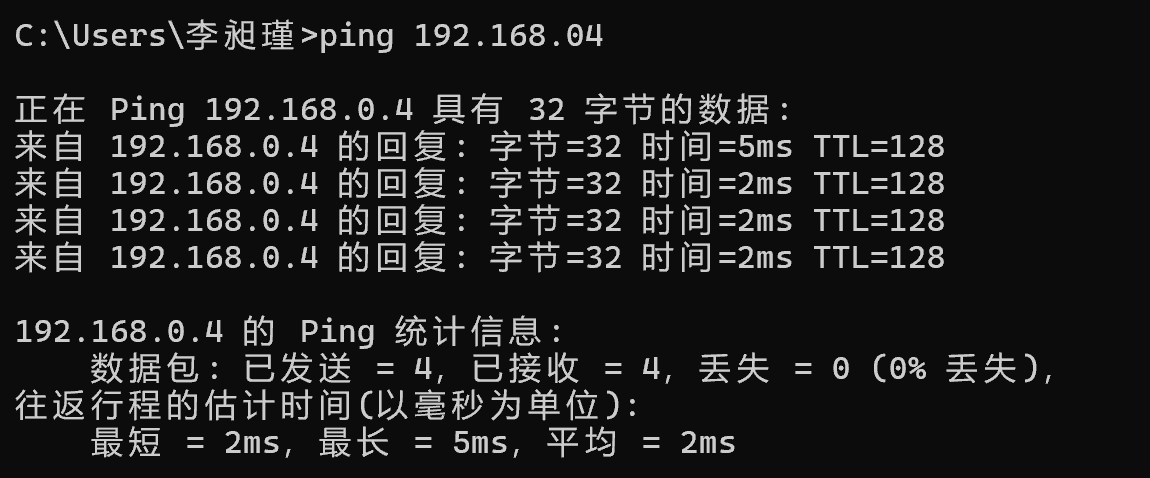 C:\Users\李昶瑾>ping 192.168.04
正在 Ping 192.168.0.4 具有 32 字节的数据:
来自 192.168.0.4 的回复: 字节=32 时间=5ms TTL=128
来自 192.168.0.4 的回复: 字节=32 时间=2ms TTL=128
来自 192.168.0.4 的回复: 字节=32 时间=2ms TTL=128
来自 192.168.0.4 的回复: 字节=32 时间=2ms TTL=128
192.168.0.4 的 Ping 统计信息:
    数据包: 已发送 = 4, 已接收 = 4, 丢失 = 0 (0% 丢失),
往返行程的估计时间(以毫秒为单位):
    最短 = 2ms, 最长 = 5ms, 平均 = 2ms